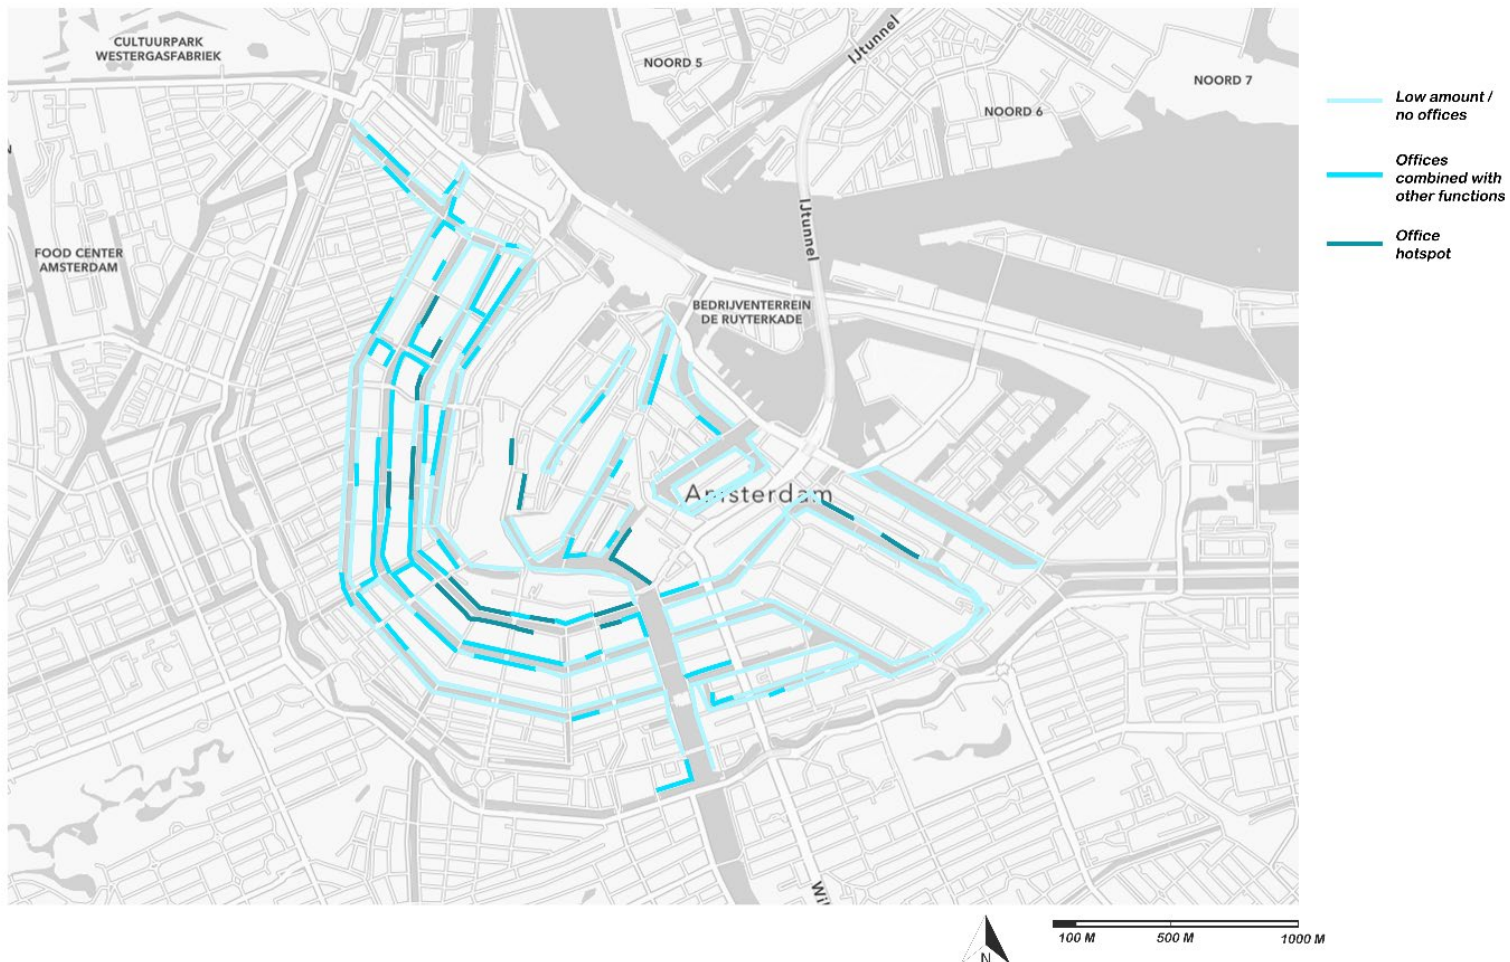 CULTUURPARK
WESTERGASFABRIEK
NOORD 5
IJtunnel
NOORD 6
NOORD 7
N
FOOD CENTER
AMSTERDAM
IJtunnel
BEDRIJVENTERREIN
DE RUYTERKADE
Amsterdam
Low amount /
no offices
Offices
combined with
other functions
Office
hotspot
N
100 M
500 M
1000 M